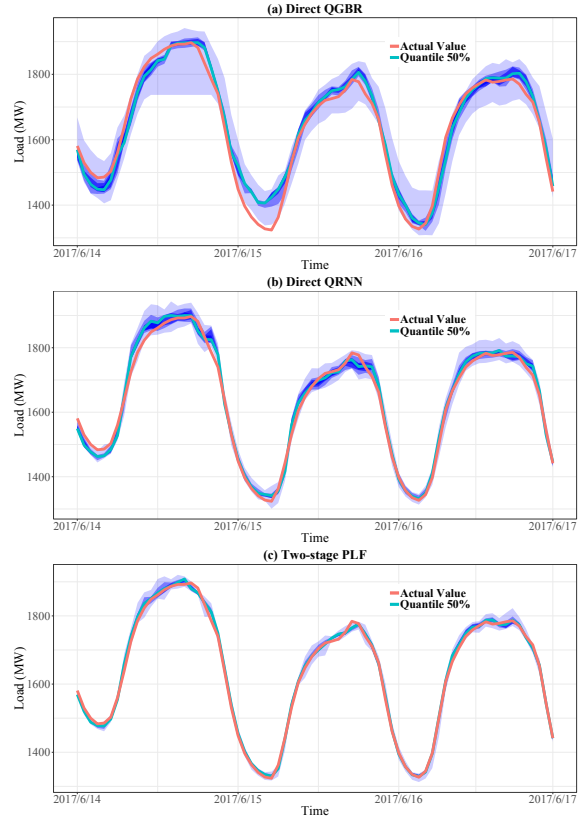 (a) Direct QGBR
Actual Value
Quantile 50%
1800
1600
1400
Load (MW)
2017/6/14
2017/6/15
2017/6/16
2017/6/17
Time
(b) Direct QRNN
Actual Value
Quantile 50%
1800
1600
1400
Load (MW)
2017/6/14
2017/6/15
2017/6/16
2017/6/17
Time
(c) Two-stage PLF
Actual Value
Quantile 50%
1800
1600
1400
Load (MW)
2017/6/14
2017/6/15
2017/6/16
2017/6/17
Time